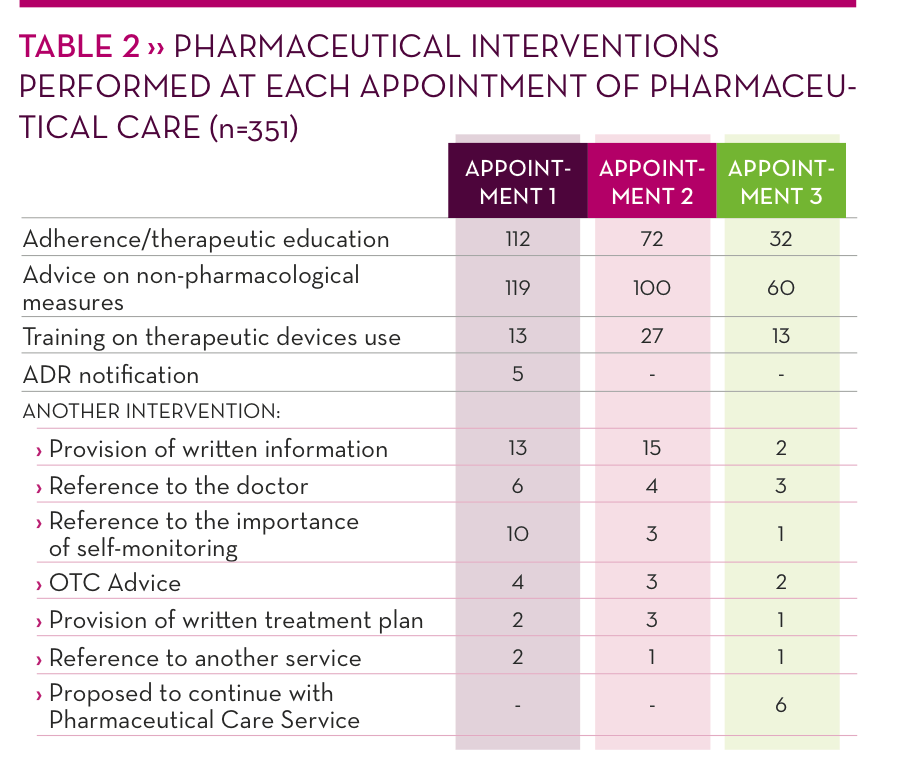 TABLE 2 ›› PHARMACEUTICAL INTERVENTIONS
PERFORMED AT EACH APPOINTMENT OF PHARMACEU-
TICAL CARE (n=351)
APPOINT-
MENT 1
APPOINT-
MENT 2
APPOINT-
MENT 3
Adherence/therapeutic education 112 72 32
Advice on non-pharmacological
measures 119 100 60
Training on therapeutic devices use 13 27 13
ADR notification 5 - -
ANOTHER INTERVENTION:
› Provision of written information 13 15 2
› Reference to the doctor 6 4 3
› Reference to the importance
of self-monitoring 10 3 1
› OTC Advice 4 3 2
› Provision of written treatment plan 2 3 1
› Reference to another service 2 1 1
› Proposed to continue with
Pharmaceutical Care Service - - 6